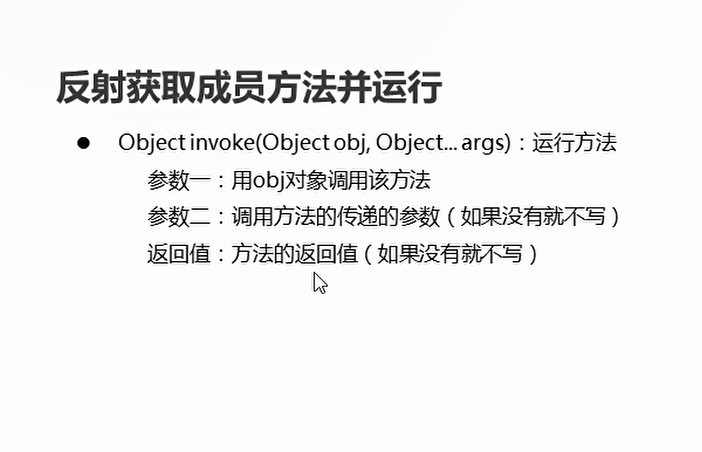 反射获取成员方法并运行
● Object invoke(Object obj, Object... args)：运行方法
参数一：用obj对象调用该方法
参数二：调用方法的传递的参数（如果没有就不写）
返回值：方法的返回值（如果没有就不写）